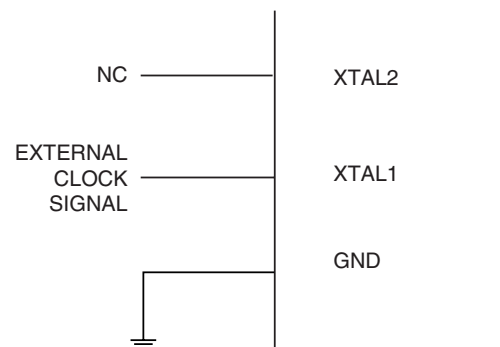 NC
XTAL2
EXTERNAL
CLOCK
SIGNAL
XTAL1
GND